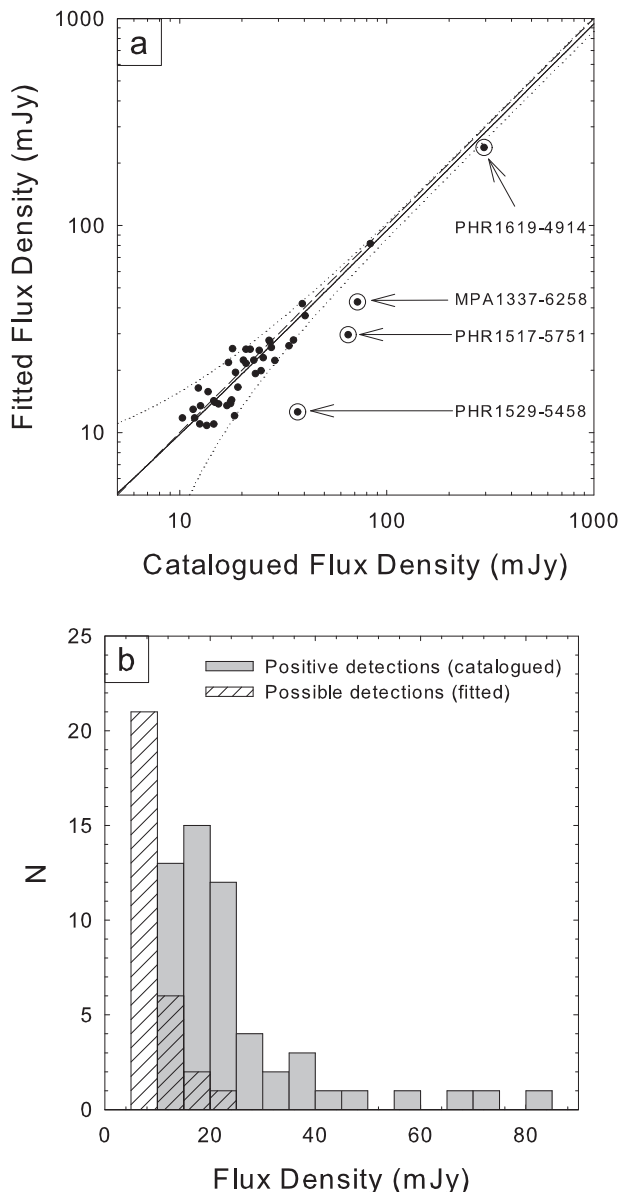 a
1000
100
10
Fitted Flux Density (mJy)
PHR1619-4914
MPA1337-6258
PHR1517-5751
PHR1529-5458
10 100 1000
Catalogued Flux Density (mJy)
b
25
20
15
10
5
0
N
Positive detections (catalogued)
Possible detections (fitted)
0 20 40 60 80
Flux Density (mJy)